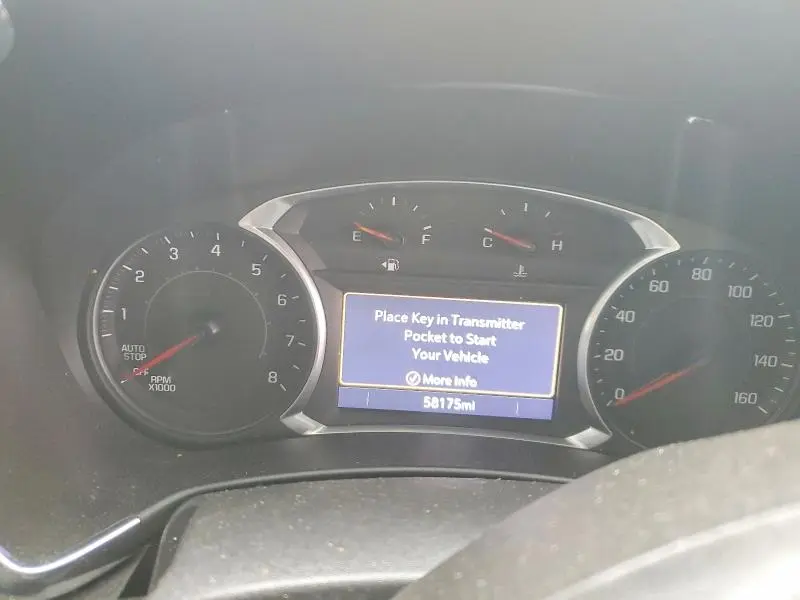 E F C H
1 2 3 4 5 6 7 8
AUTO
STOP
OFF
RPM
X1000
Place Key in Transmitter
Pocket to Start
Your Vehicle
More Info
58175mi
0 20 40 60 80 100 120 140 160